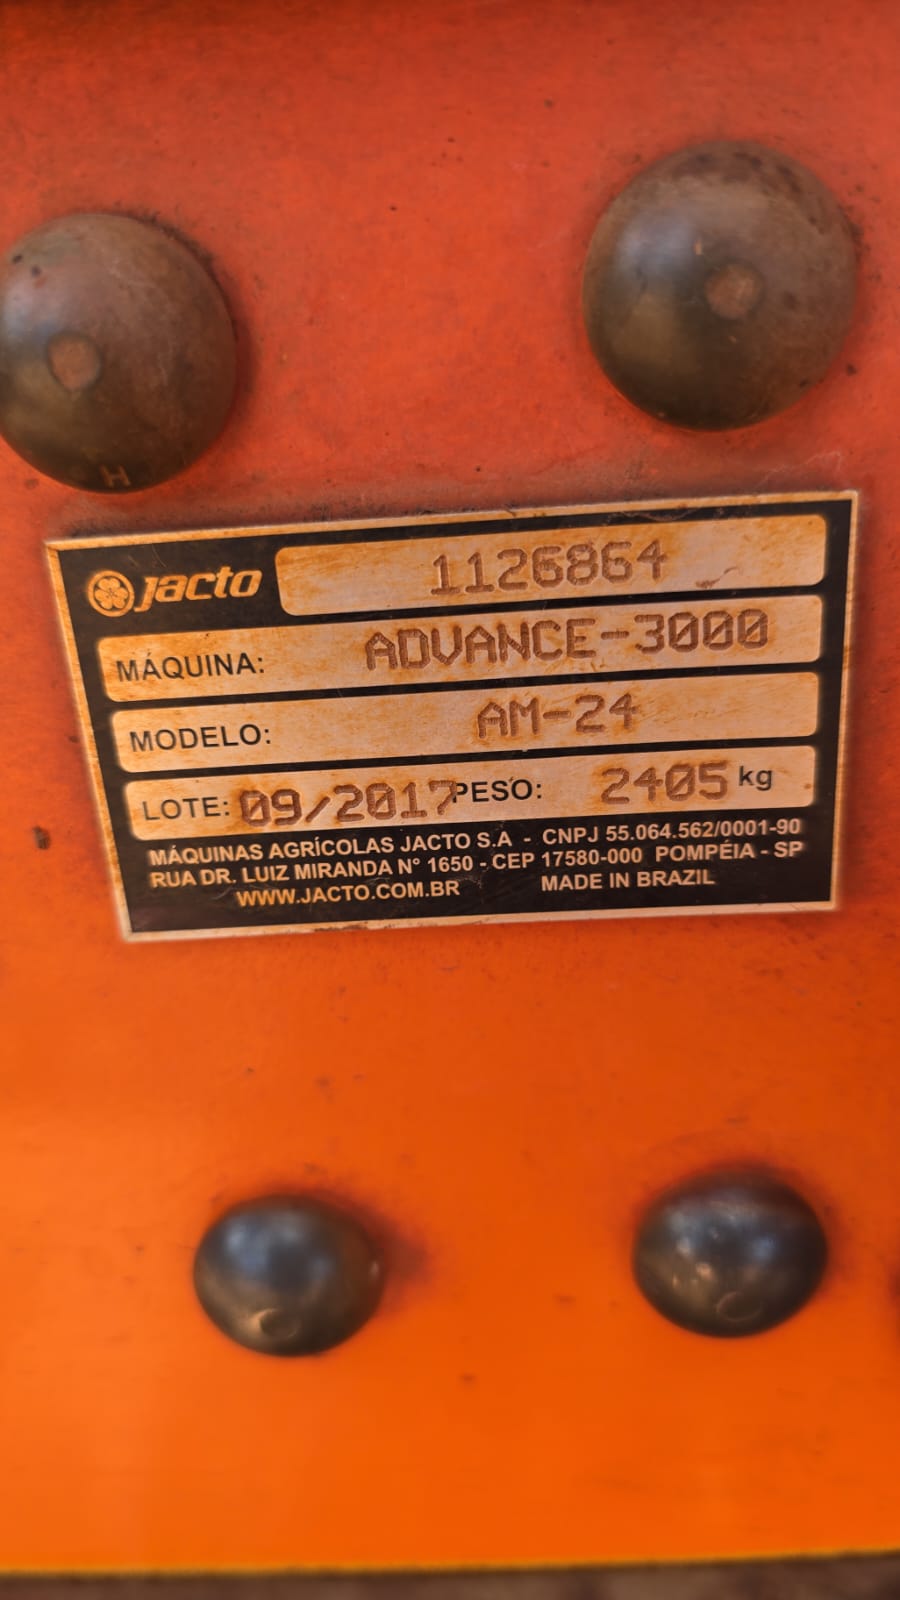 jacto 1126864
MÁQUINA: ADVANCE-3000
MODELO: AM-24
LOTE: 09/2017 PESO: 2405 kg
MÁQUINAS AGRÍCOLAS JACTO S.A - CNPJ 55.064.562/0001-90
RUA DR. LUIZ MIRANDA N° 1650 - CEP 17580-000 POMPÉIA - SP
WWW.JACTO.COM.BR MADE IN BRAZIL